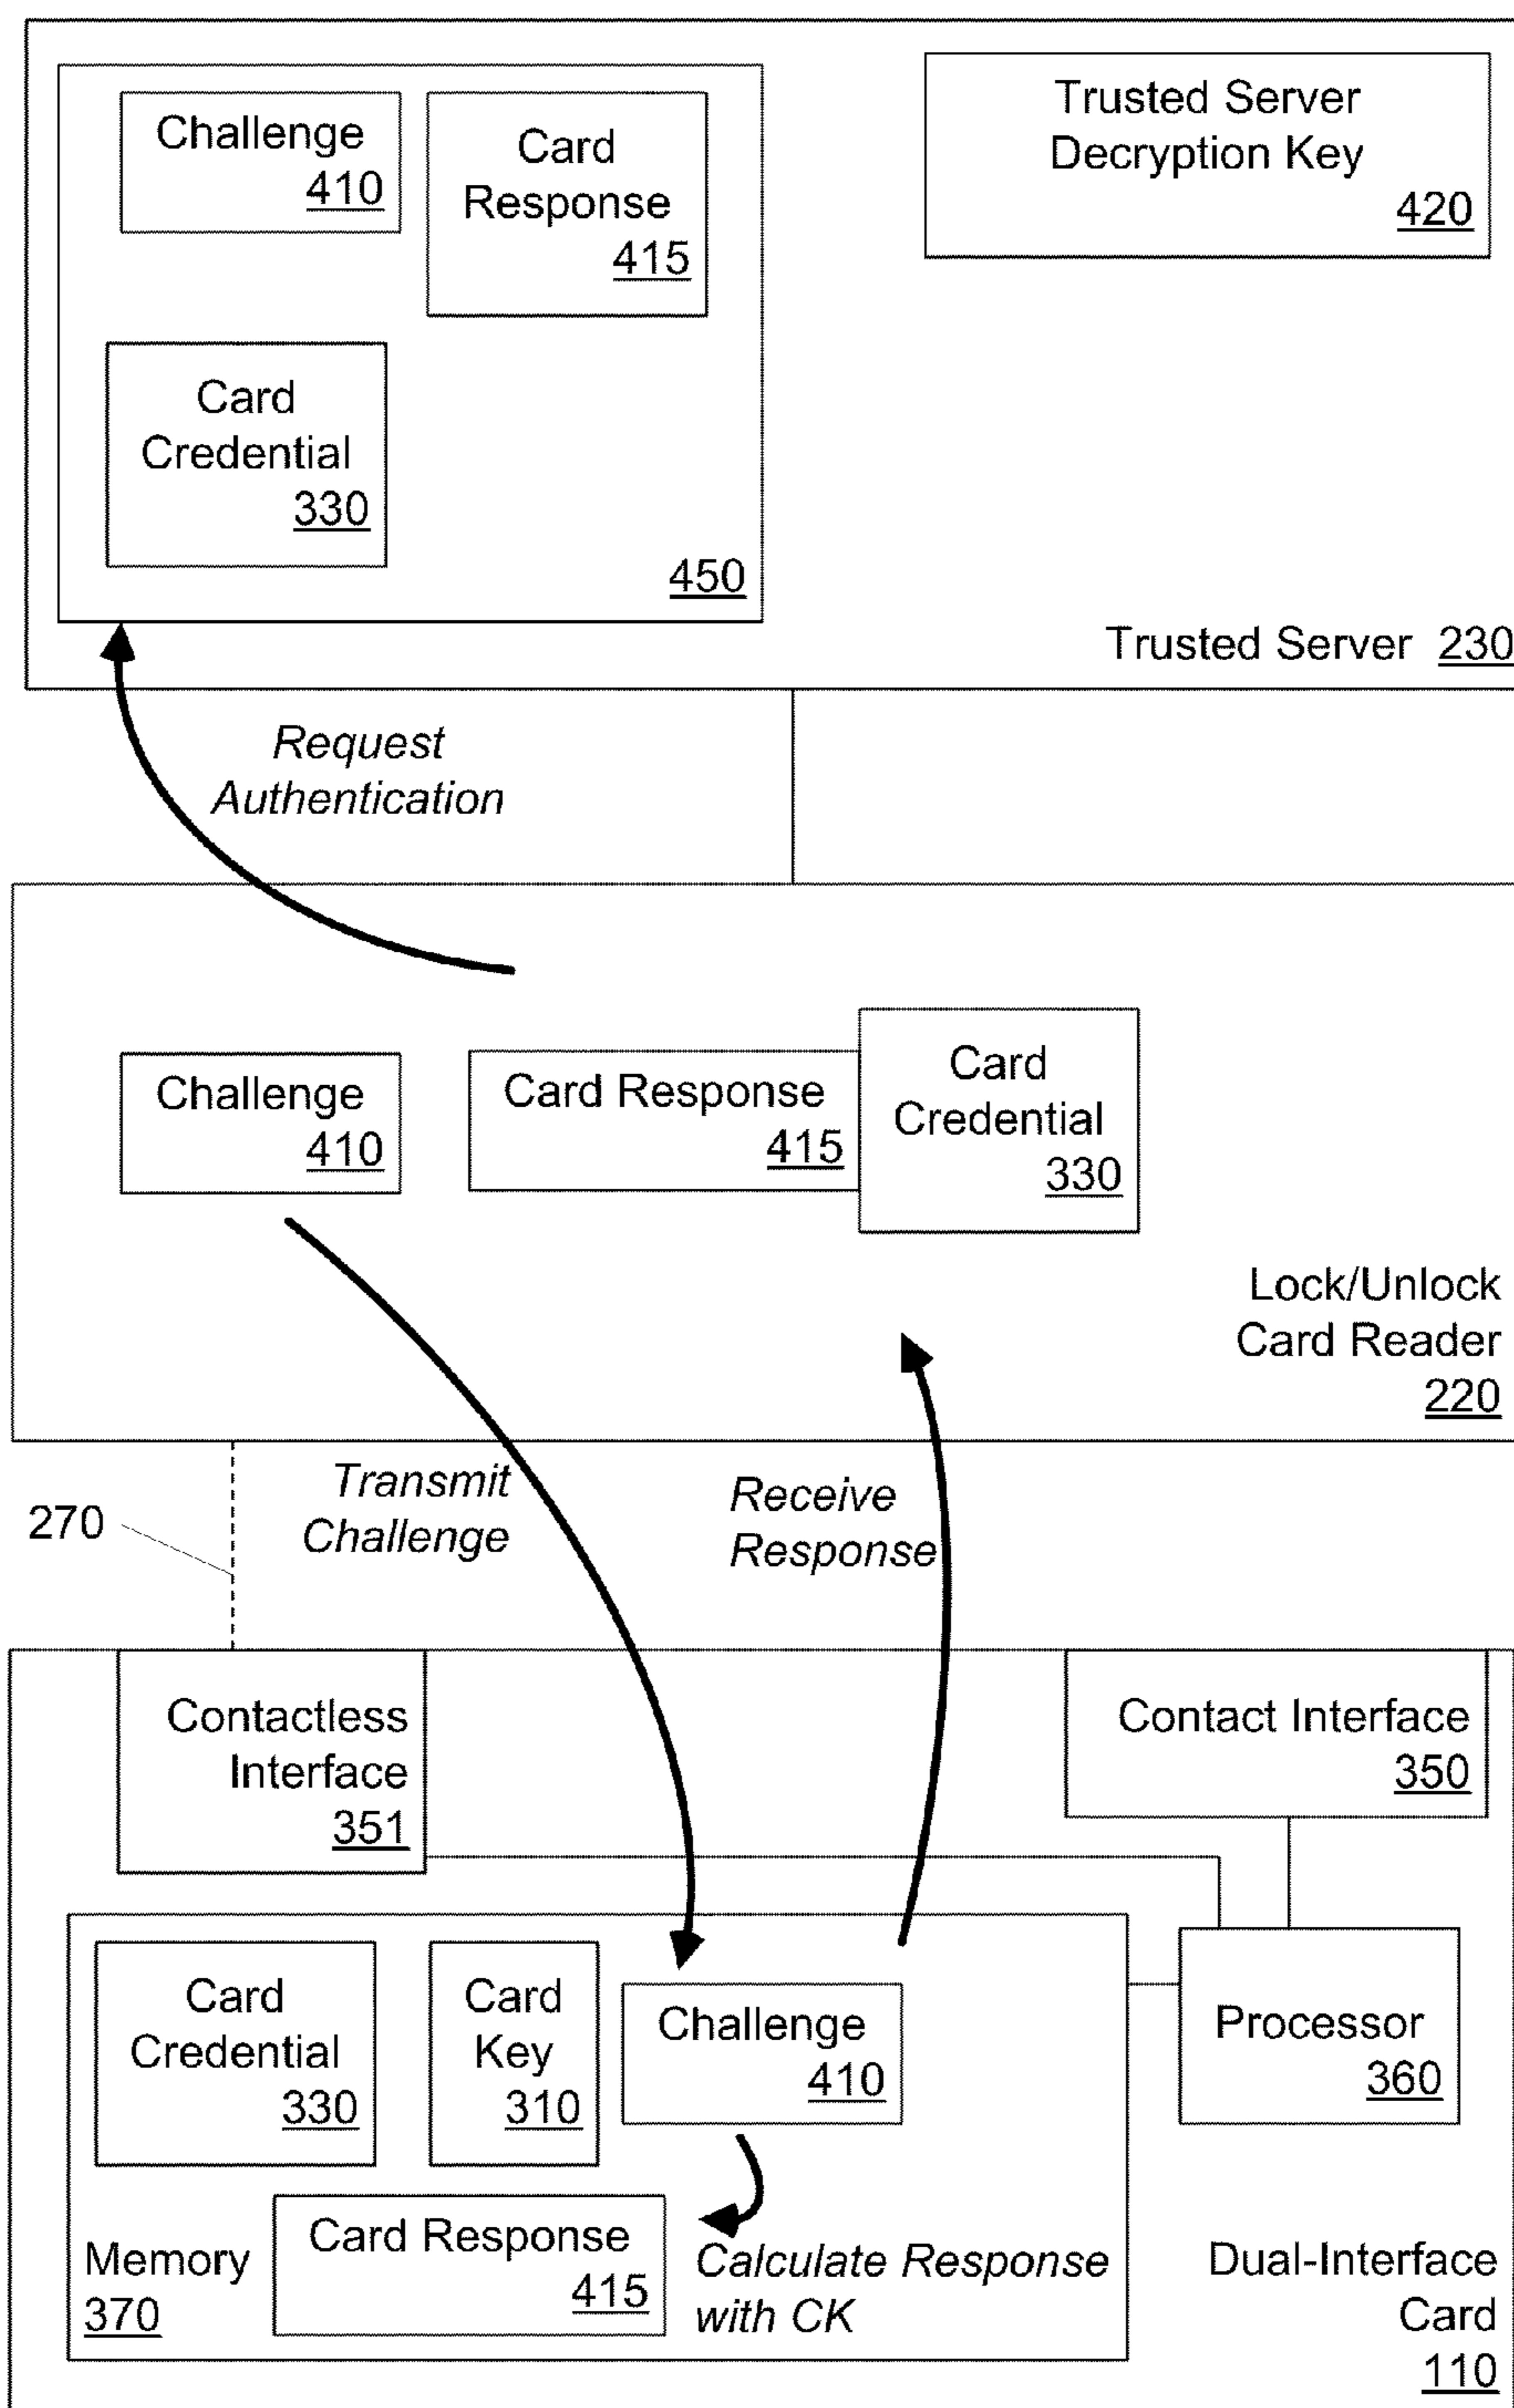 Challenge
410
Card
Response
415
Trusted Server
Decryption Key
420
Card
Credential
330
450
Trusted Server 230
Request
Authentication
Challenge
410
Card Response
415
Card
Credential
330
Lock/Unlock
Card Reader
220
270
Transmit
Challenge
Receive
Response
Contactless
Interface
351
Contact Interface
350
Card
Credential
330
Card
Key
310
Challenge
410
Processor
360
Memory
370
Card Response
415
Calculate Response
with CK
Dual-Interface
Card
110